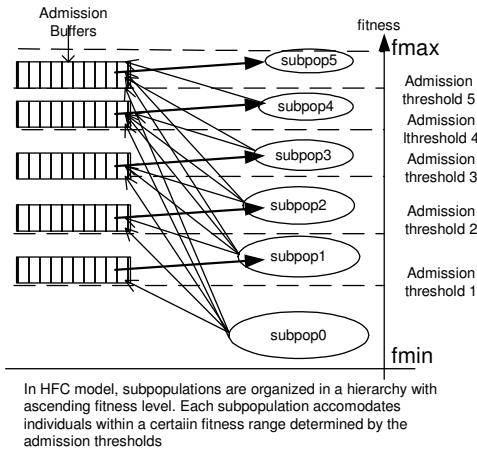 Admission
Buffers
fitness
fmax
subpop5
Admission
threshold 5
subpop4
Admission
lthreshold 4
subpop3
Admission
threshold 3
subpop2
Admission
threshold 2
subpop1
Admission
threshold 1
subpop0
fmin
In HFC model, subpopulations are organized in a hierarchy with
ascending fitness level. Each subpopulation accomodates
individuals within a certaiin fitness range determined by the
admission thresholds